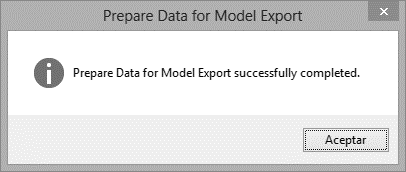 Prepare Data for Model Export
Prepare Data for Model Export successfully completed.
Aceptar